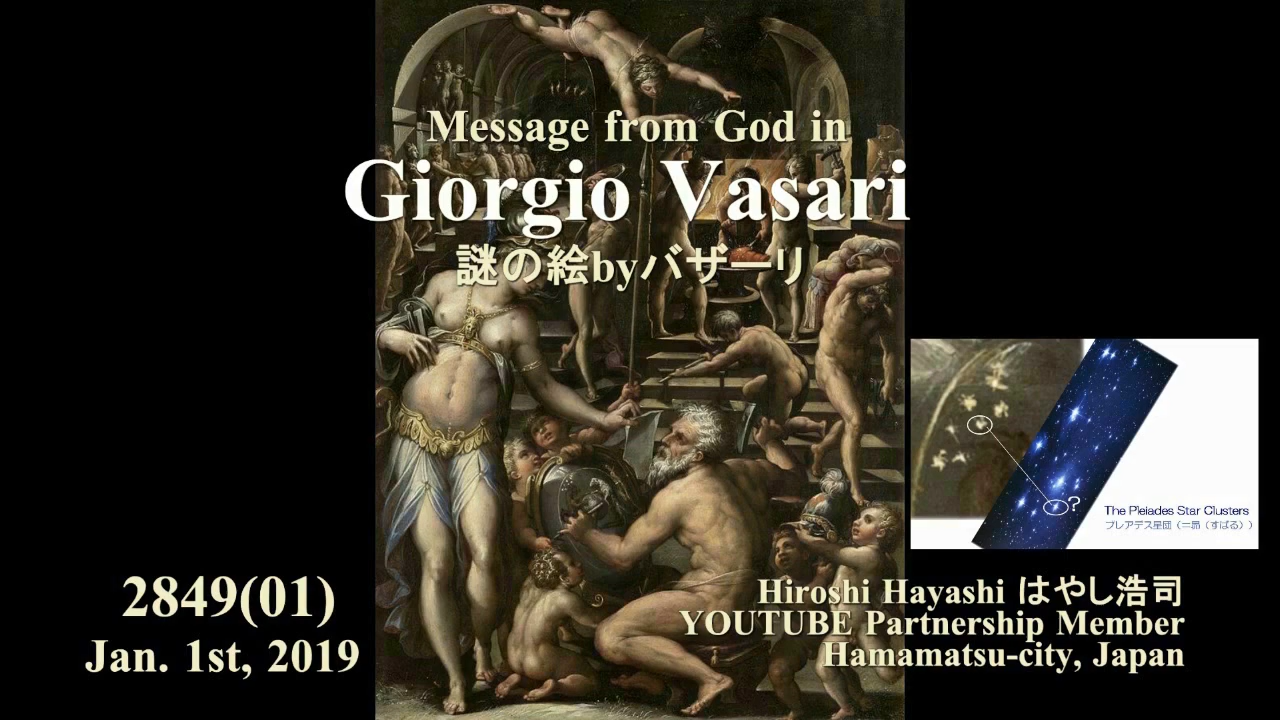 Message from God in
Giorgio Vasari
謎の絵byバザーリ
?
The Pleiades Star Clusters
プレアデス星団（＝昴（すばる））
2849(01)
Jan. 1st, 2019
Hiroshi Hayashi はやし浩司
YOUTUBE Partnership Member
Hamamatsu-city, Japan